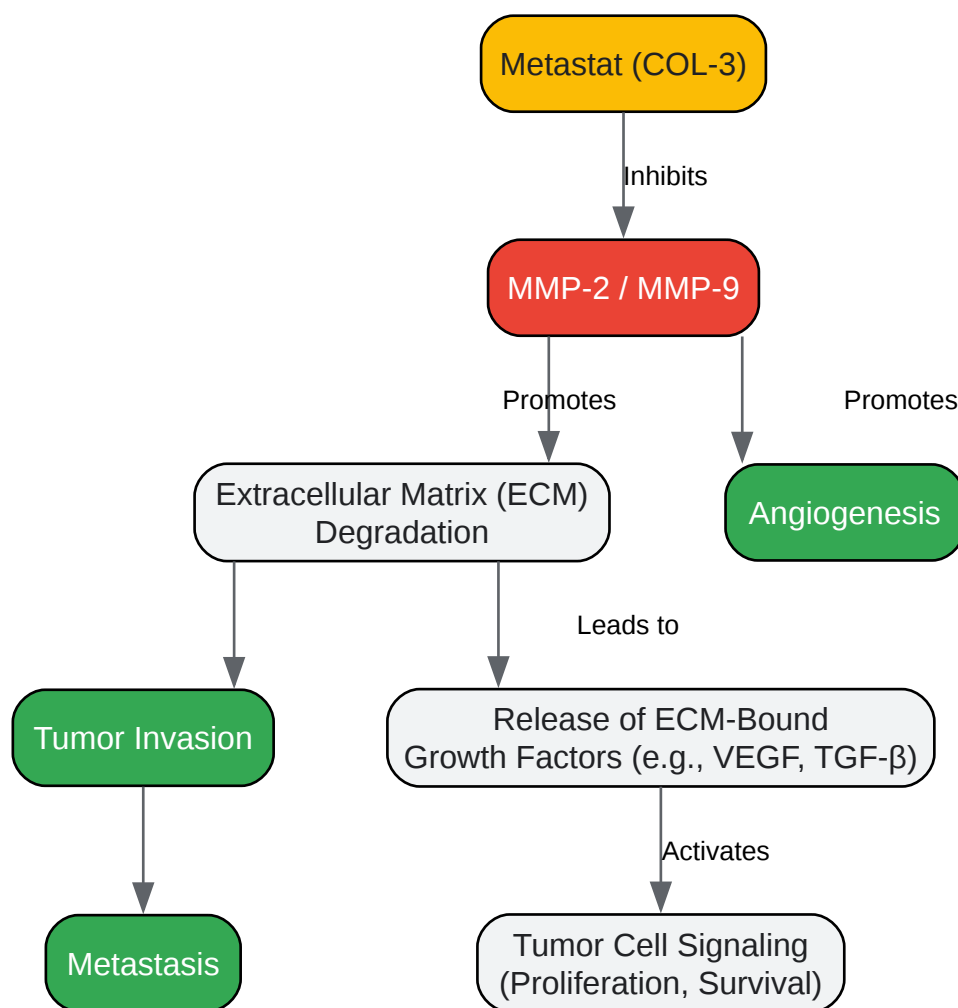 Metastat (COL-3)
Inhibits
MMP-2 / MMP-9
Promotes
Promotes
Extracellular Matrix (ECM)
Degradation
Angiogenesis
Leads to
Tumor Invasion
Release of ECM-Bound
Growth Factors (e.g., VEGF, TGF-β)
Activates
Metastasis
Tumor Cell Signaling
(Proliferation, Survival)